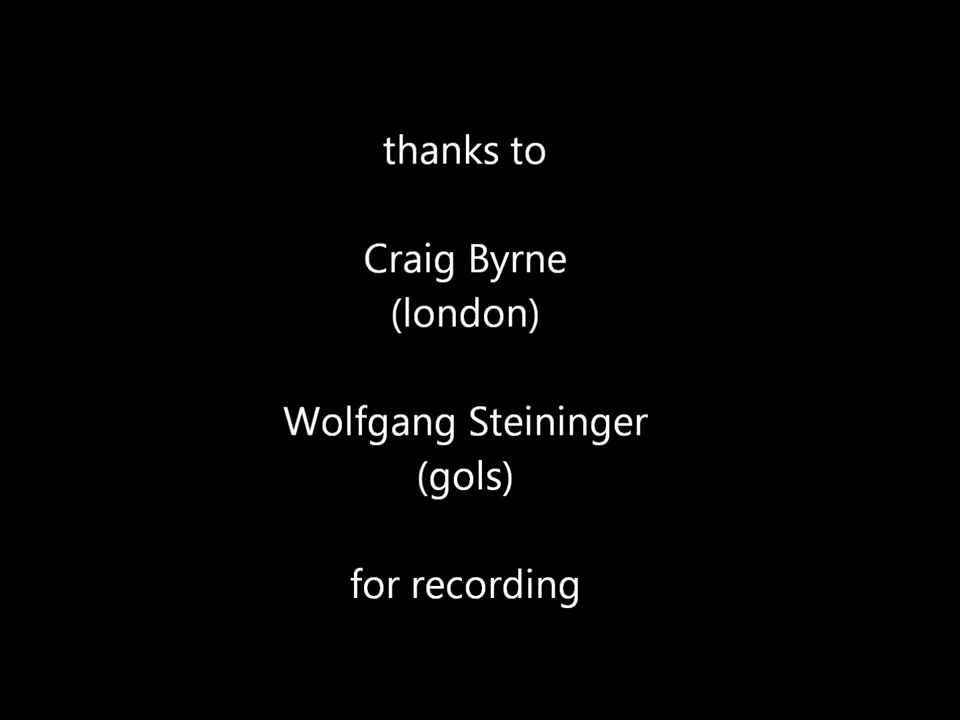 thanks to
Craig Byrne
(london)
Wolfgang Steininger
(gols)
for recording